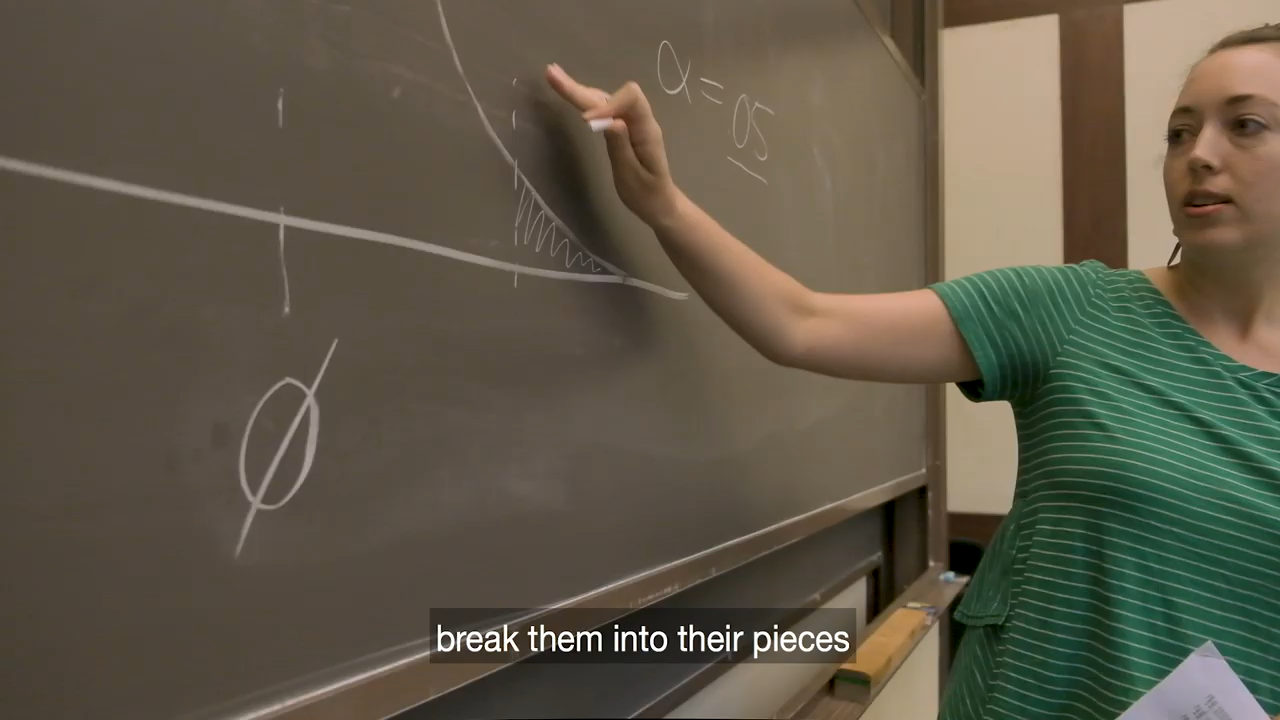 α = 05
Ø
break them into their pieces